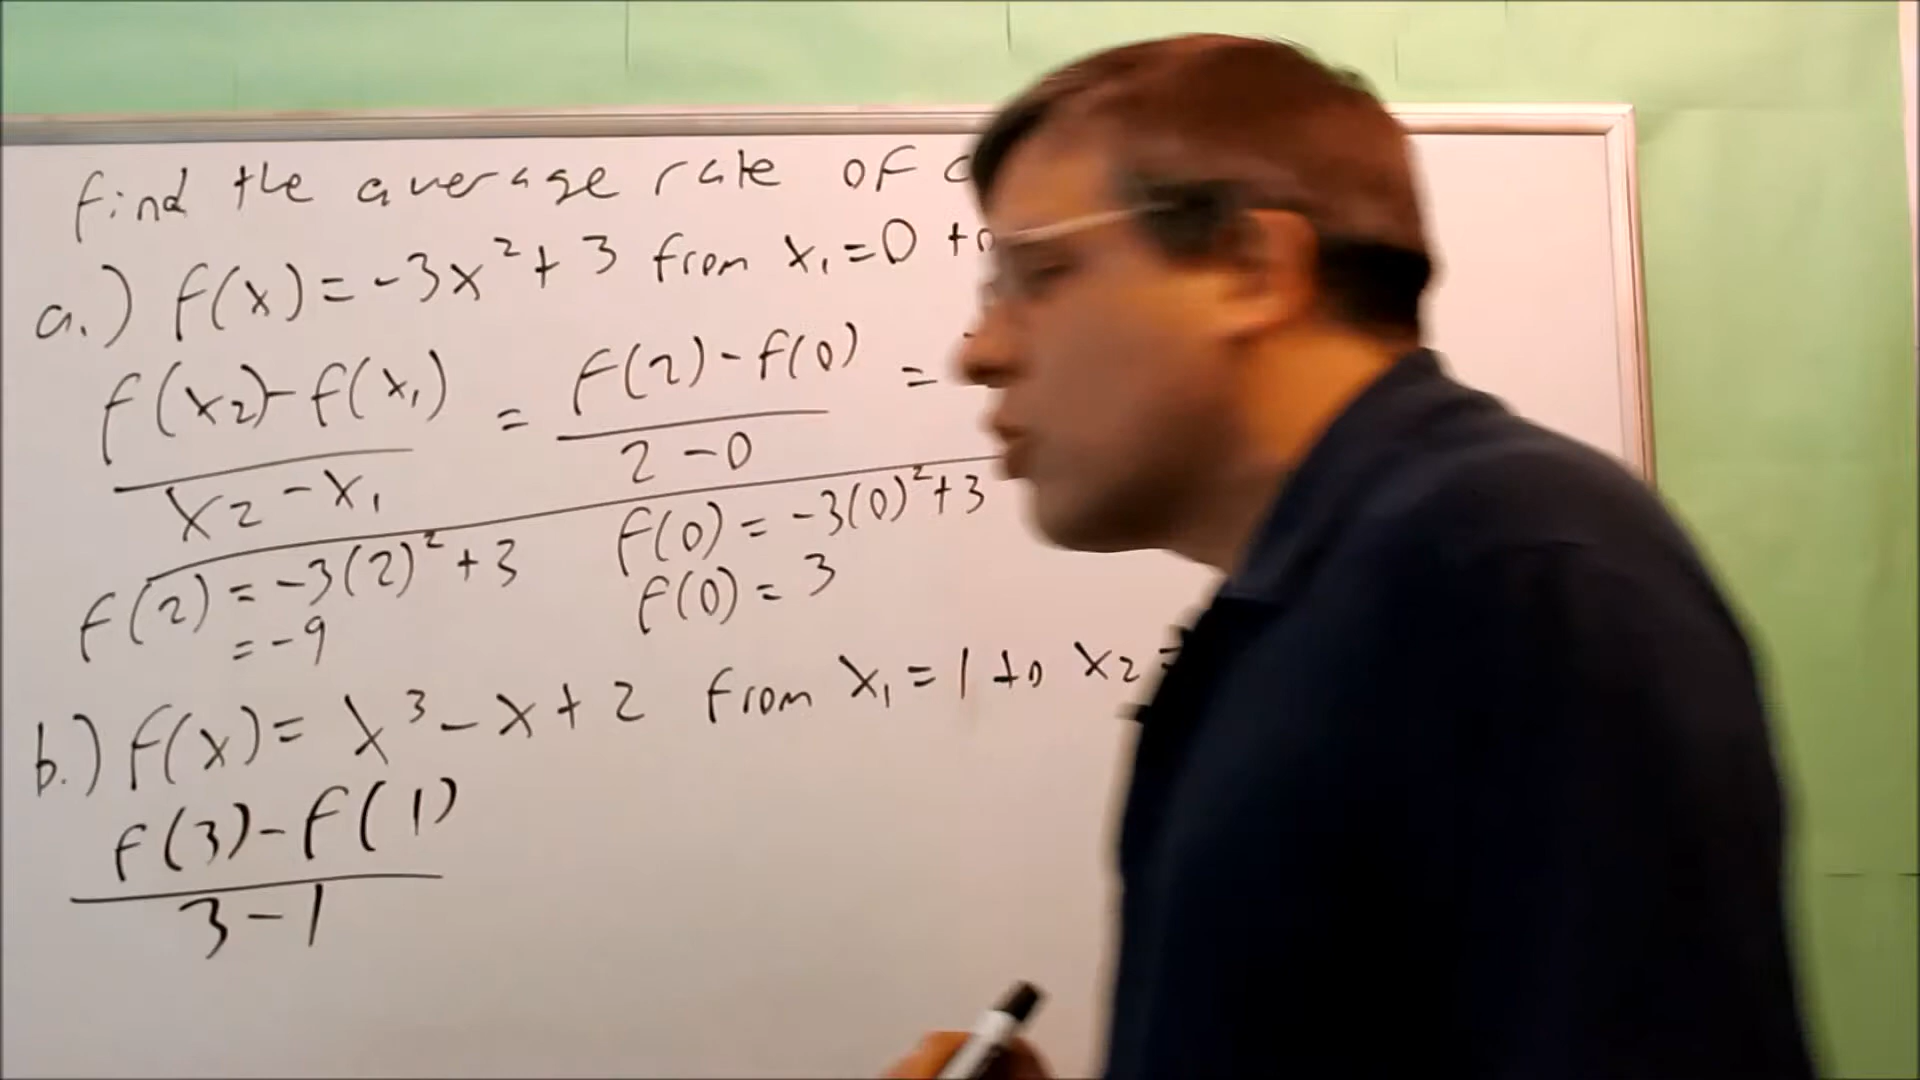 Find the average rate of
a.) f(x) = -3x² + 3 from x₁ = 0 to
f(x₂) - f(x₁) / x₂ - x₁ = f(2) - f(0) / 2 - 0 =
f(2) = -3(2)² + 3
= -9
f(0) = -3(0)² + 3
f(0) = 3
b.) f(x) = x³ - x + 2 from x₁ = 1 to x₂ =
f(3) - f(1) / 3 - 1